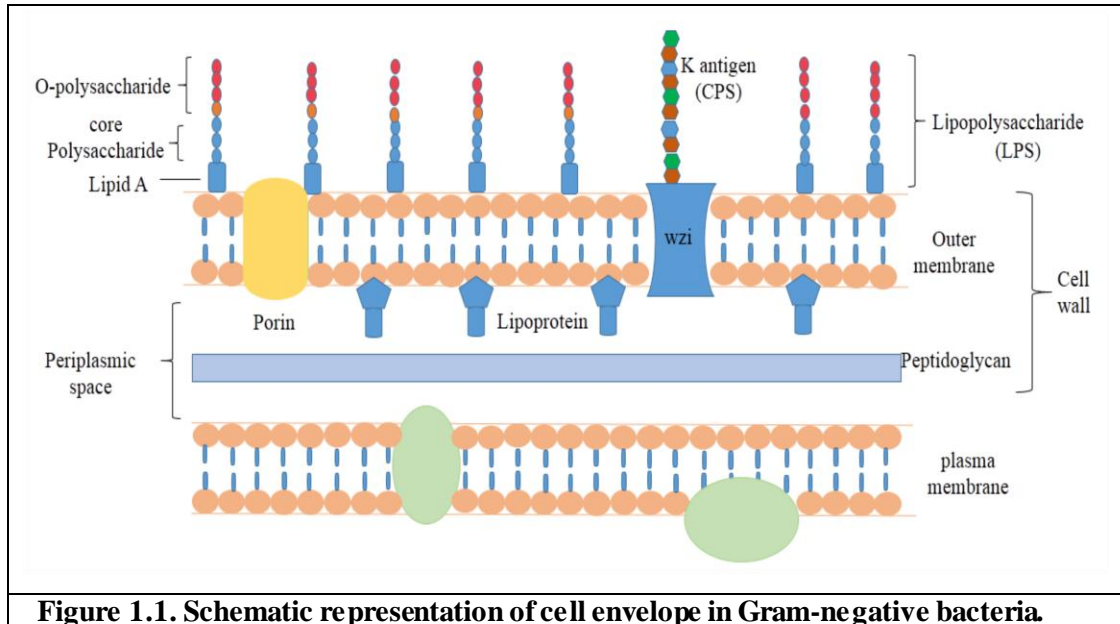 O-polysaccharide
core
Polysaccharide
Lipid A
K antigen
(CPS)
Lipopolysaccharide
(LPS)
wzi
Outer
membrane
Cell
wall
Porin
Lipoprotein
Periplasmic
space
Peptidoglycan
plasma
membrane
Figure 1.1. Schematic representation of cell envelope in Gram-negative bacteria.